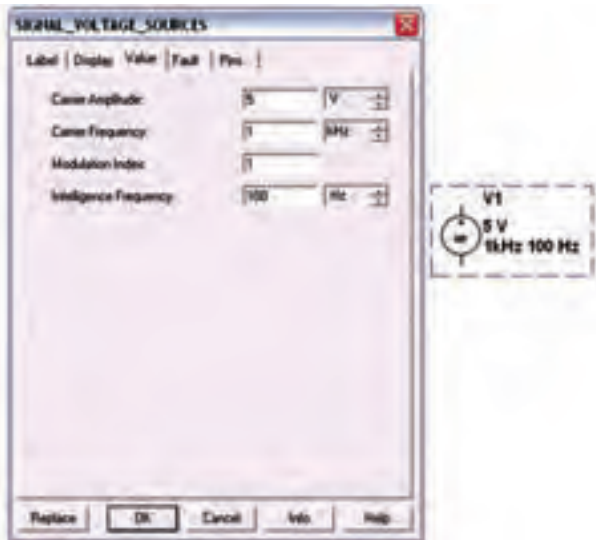 SIGNAL_VOLTAGE_SOURCES
Label Display Value Fault Pins
Carrier Amplitude: 5 V
Carrier Frequency: 1 kHz
Modulation Index: 1
Intelligence Frequency: 100 Hz
V1
5 V
1kHz 100 Hz
Replace OK Cancel Info Help